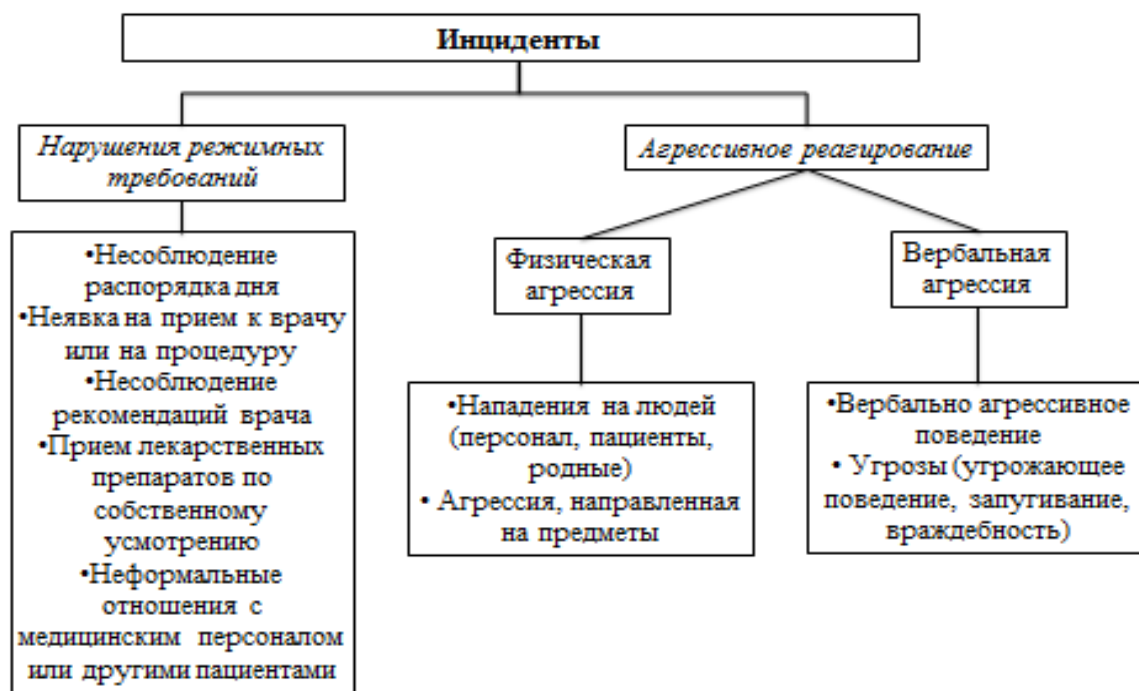 Инциденты
Нарушения режимных
требований
•Несоблюдение
распорядка дня
•Неявка на прием к врачу
или на процедуру
•Несоблюдение
рекомендаций врача
•Прием лекарственных
препаратов по
собственному
усмотрению
•Неформальные
отношения с
медицинским персоналом
или другими пациентами
Агрессивное реагирование
Физическая
агрессия
•Нападения на людей
(персонал, пациенты,
родные)
• Агрессия, направленная
на предметы
Вербальная
агрессия
•Вербально агрессивное
поведение
• Угрозы (угрожающее
поведение, запугивание,
враждебность)